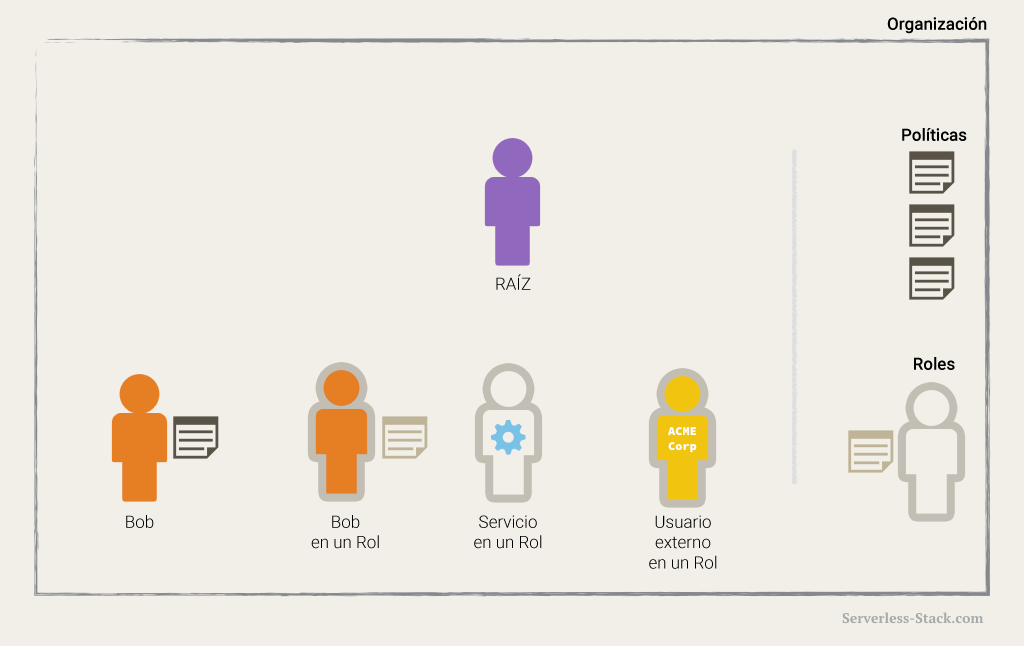 Organización
Políticas
RAÍZ
Roles
ACME
Corp
Bob
Bob
en un Rol
Servicio
en un Rol
Usuario
externo
en un Rol
Serverless-Stack.com